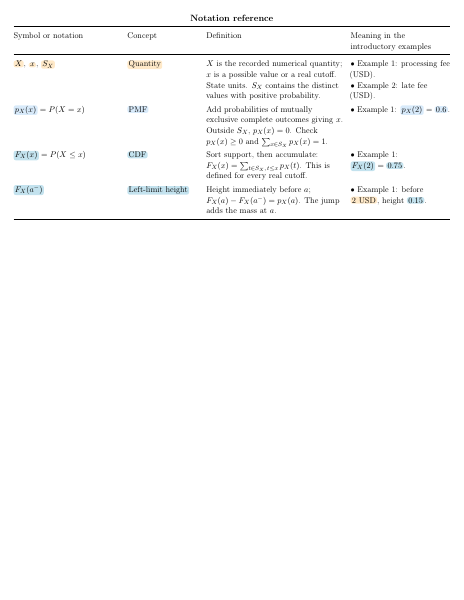 Notation reference
Symbol or notation Concept Definition Meaning in the introductory examples
X, x, S_X Quantity X is the recorded numerical quantity;
x is a possible value or a real cutoff.
State units. S_X contains the distinct
values with positive probability.
• Example 1: processing fee
(USD).
• Example 2: late fee
(USD).
p_X(x) = P(X = x) PMF Add probabilities of mutually
exclusive complete outcomes giving x.
Outside S_X, p_X(x) = 0. Check
p_X(x) ≥ 0 and ∑_{x∈S_X} p_X(x) = 1.
• Example 1: p_X(2) = 0.6.
F_X(x) = P(X ≤ x) CDF Sort support, then accumulate:
F_X(x) = ∑_{t∈S_X, t≤x} p_X(t). This is
defined for every real cutoff.
• Example 1:
F_X(2) = 0.75.
F_X(a⁻) Left-limit height Height immediately before a;
F_X(a) − F_X(a⁻) = p_X(a). The jump
adds the mass at a.
• Example 1: before
2 USD, height 0.15.